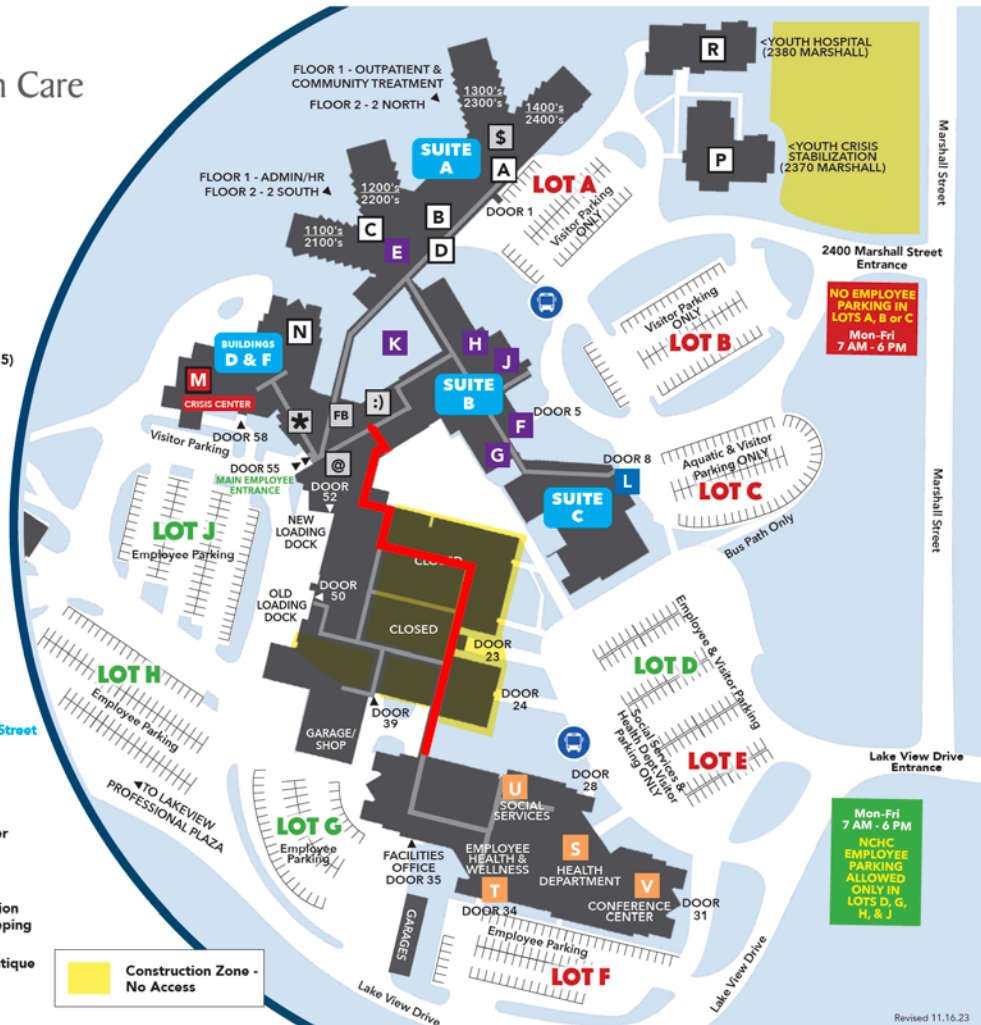 n Care
FLOOR 1 - OUTPATIENT &
COMMUNITY TREATMENT
FLOOR 2 - 2 NORTH
1300's
2300's
1400's
2400's
$
SUITE
A
A
LOT A
Visitor Parking
ONLY
DOOR 1
R
<YOUTH HOSPITAL
(2380 MARSHALL)
P
<YOUTH CRISIS
STABILIZATION
(2370 MARSHALL)
Marshall Street
FLOOR 1 - ADMIN/HR
FLOOR 2 - 2 SOUTH
1200's
2200's
1100's
2100's
C
B
E
D
2400 Marshall Street
Entrance
NO EMPLOYEE
PARKING IN
LOTS A, B or C
Mon-Fri
7 AM - 6 PM
Visitor Parking
ONLY
LOT B
N
BUILDINGS
D & F
K
H
J
SUITE
B
5)
M
CRISIS CENTER
*
FB
:)
F
DOOR 5
G
DOOR 58
Visitor Parking
DOOR 55
MAIN EMPLOYEE
ENTRANCE
@
DOOR
52
DOOR 8
L
SUITE
C
Aquatic & Visitor
Parking ONLY
LOT C
Bus Path Only
Marshall Street
LOT J
Employee Parking
NEW
LOADING
DOCK
OLD
LOADING
DOCK
DOOR
50
CLOSED
CLOSED
DOOR
23
DOOR
24
DOOR
39
GARAGE/
SHOP
LOT H
Employee Parking
Street
TO LAKEVIEW
PROFESSIONAL PLAZA
Employee & Visitor Parking
LOT D
Social Services &
Health Dept. Visitor
Parking ONLY
LOT E
Lake View Drive
Entrance
DOOR
28
U
SOCIAL
SERVICES
LOT G
Employee
Parking
FACILITIES
OFFICE
DOOR 35
EMPLOYEE
HEALTH &
WELLNESS
S
HEALTH
DEPARTMENT
T
DOOR 34
V
CONFERENCE
CENTER
DOOR
31
Mon-Fri
7 AM - 6 PM
NCHC
EMPLOYEE
PARKING
ALLOWED
ONLY IN
LOTS D, G,
H, & J
er
ion
ping
tique
GARAGES
Employee Parking
LOT F
Construction Zone -
No Access
Lake View Drive
Lake View Drive
Revised 11.16.23